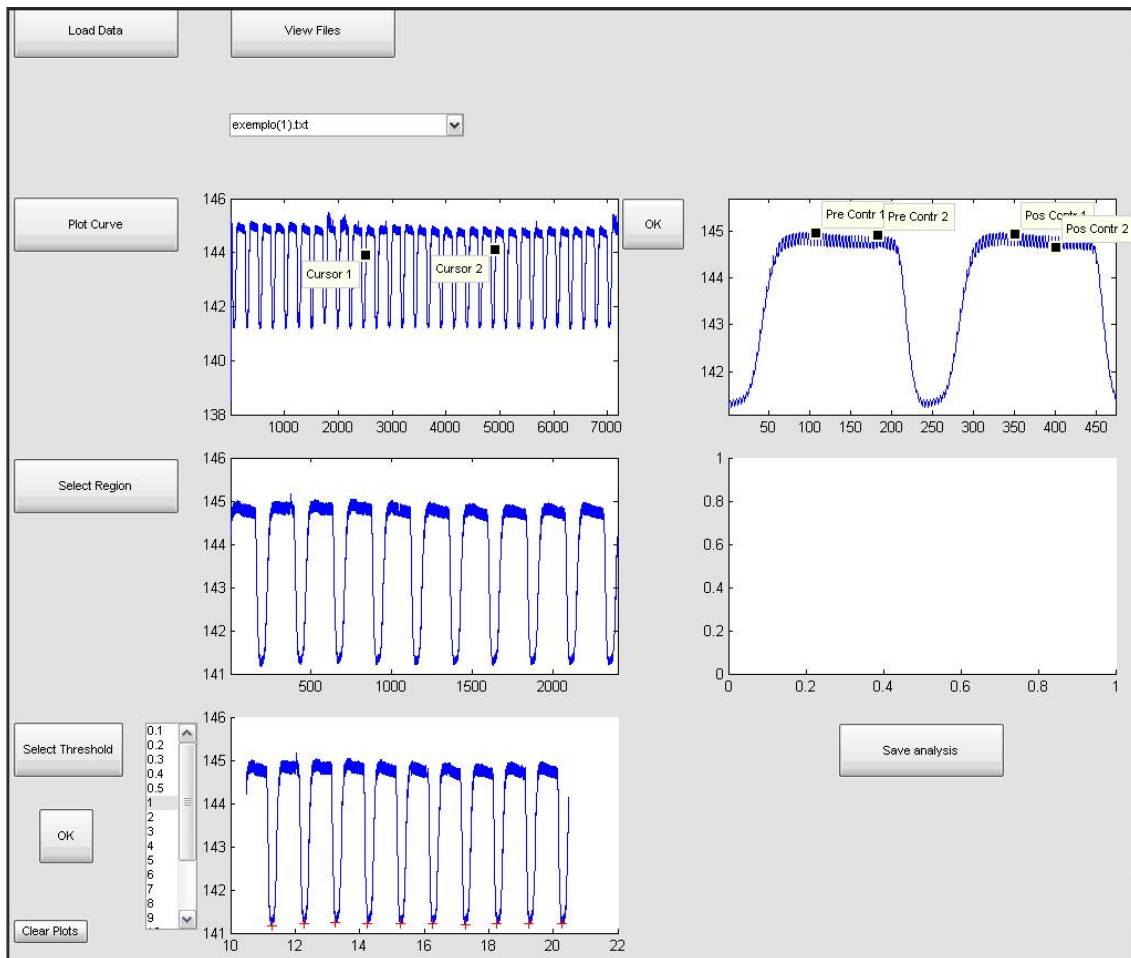 Load Data
View Files
exemplo(1).txt
Plot Curve
146
144
142
140
138
1000 2000 3000 4000 5000 6000 7000
Cursor 1
Cursor 2
OK
145
144
143
142
50 100 150 200 250 300 350 400 450
Pre Contr 1
Pre Contr 2
Pos Contr 1
Pos Contr 2
Select Region
146
145
144
143
142
141
500 1000 1500 2000
1
0.8
0.6
0.4
0.2
0
0 0.2 0.4 0.6 0.8 1
Select Threshold
OK
Clear Plots
0.1
0.2
0.3
0.4
0.5
1
2
3
4
5
6
7
8
9
146
145
144
143
142
141
10 12 14 16 18 20 22
Save analysis